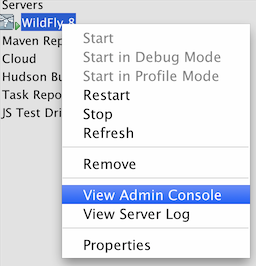 Servers
WildFly 8
Maven Rep
Cloud
Hudson Bu
Task Repo
JS Test Dri
Start
Start in Debug Mode
Start in Profile Mode
Restart
Stop
Refresh
Remove
View Admin Console
View Server Log
Properties